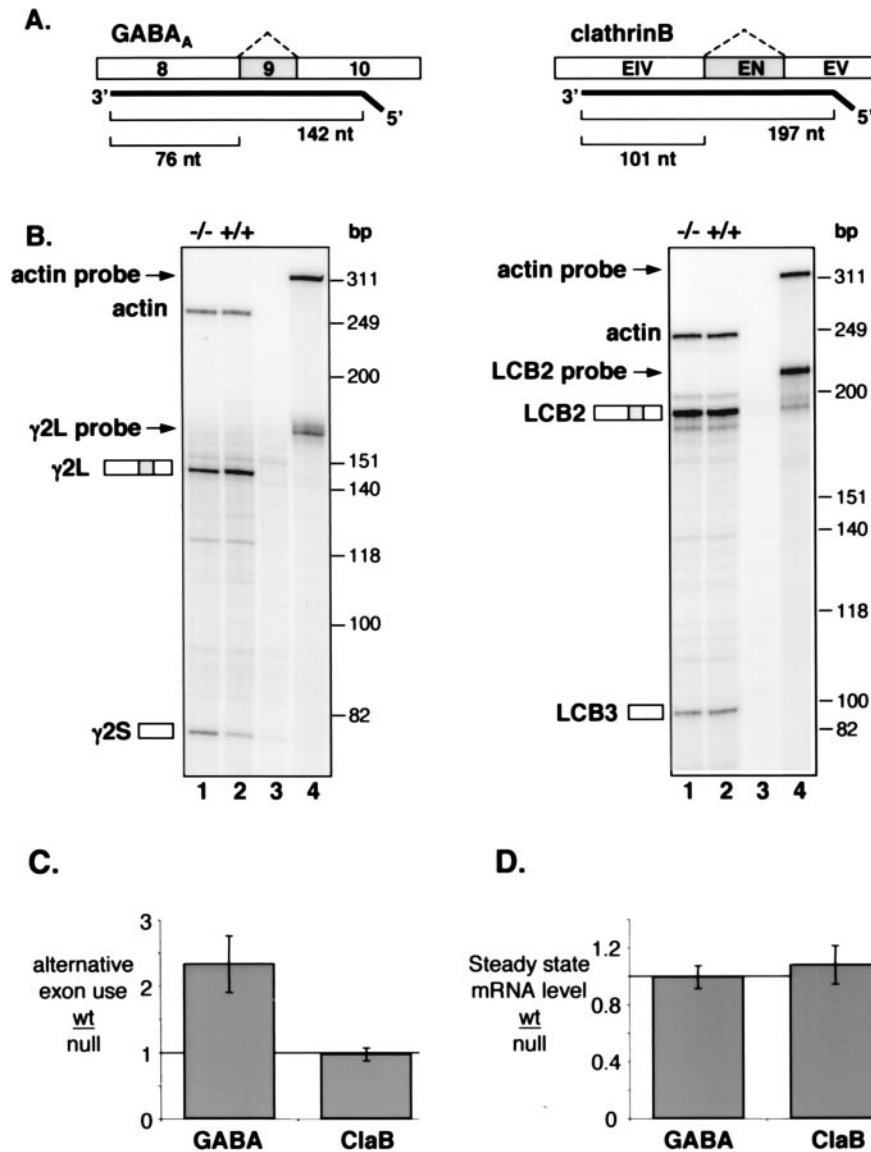 A.
GABAA
8 9 10
3'
5'
142 nt
76 nt
clathrinB
EIV EN EV
3'
5'
197 nt
101 nt
B.
-/- +/+ bp
actin probe
actin
γ2L probe
γ2L
γ2S
311
249
200
151
140
118
100
82
1 2 3 4
-/- +/+ bp
actin probe
actin
LCB2 probe
LCB2
LCB3
311
249
200
151
140
118
100
82
1 2 3 4
C.
alternative
exon use
wt
null
3
2
1
0
GABA ClaB
D.
Steady state
mRNA level
wt
null
1.2
0.8
0.4
0
GABA ClaB